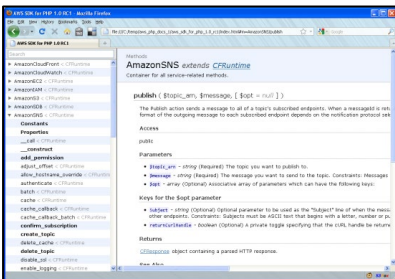 AWS SDK for PHP 1.0 RC1 - Mozilla Firefox
File Edit View History Bookmarks Tools Help
AWS SDK for PHP 1.0 RC1
Search
AmazonCloudFront < CFRuntime
AmazonCloudWatch < CFRuntime
AmazonEC2 < CFRuntime
AmazonIAM < CFRuntime
AmazonS3 < CFRuntime
AmazonSDB < CFRuntime
AmazonSNS < CFRuntime
Constants
Properties
__call < CFRuntime
__construct
add_permission
adjust_offset < CFRuntime
allow_hostname_override < CFRuntime
authenticate < CFRuntime
batch < CFRuntime
cache < CFRuntime
cache_callback < CFRuntime
cache_callback_batch < CFRuntime
confirm_subscription
create_topic
delete_cache < CFRuntime
delete_topic
disable_ssl < CFRuntime
enable_logging < CFRuntime
Methods
AmazonSNS extends CFRuntime
Container for all service-related methods.
publish ( $topic_arn, $message, [ $opt = null ] )
The Publish action sends a message to all of a topic's subscribed endpoints. When a messageId is retu
format of the outgoing message to each subscribed endpoint depends on the notification protocol sele
Access
public
Parameters
$topic_arn - string (Required) The topic you want to publish to.
$message - string (Required) The message you want to send to the topic. Constraints: Messages
$opt - array (Optional) Associative array of parameters which can have the following keys:
Keys for the $opt parameter
Subject - string (Optional) Optional parameter to be used as the "Subject" line of when the messa
other endpoints. Constraints: Subjects must be ASCII text that begins with a letter, number or pu
returnCurlHandle - boolean (Optional) A private toggle specifying that the cURL handle be return
Returns
CFResponse object containing a parsed HTTP response.
See Also